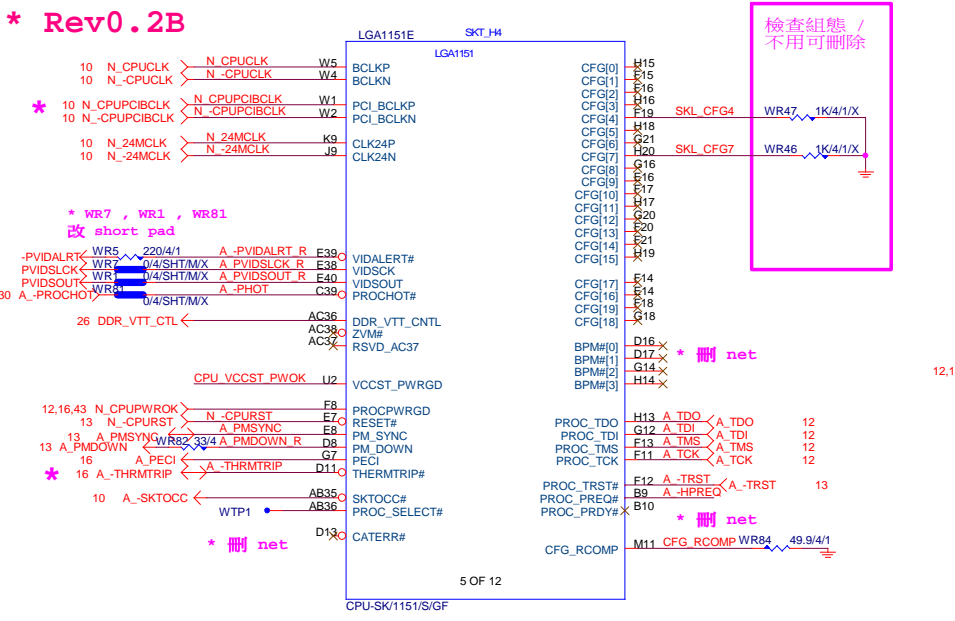 * Rev0.2B
LGA1151E
SKT_H4
LGA1151
檢查組態 /
不用可刪除
10 N_CPUCLK N_CPUCLK W5 BCLKP
10 N_-CPUCLK N_-CPUCLK W4 BCLKN
* 10 N_CPUPCIBCLK N_CPUPCIBCLK W1 PCI_BCLKP
10 N_-CPUPCIBCLK N_-CPUPCIBCLK W2 PCI_BCLKN
10 N_24MCLK N_24MCLK K9 CLK24P
10 N_-24MCLK N_-24MCLK J9 CLK24N
* WR7 , WR1 , WR81
改 short pad
-PVIDALRT WR5 220/4/1 A_-PVIDALRT_R E39 VIDALERT#
PVIDSLCK WR7 0/4/SHT/M/X A_PVIDSLCK_R E38 VIDSCK
PVIDSOUT WR1 0/4/SHT/M/X A_PVIDSOUT_R E40 VIDSOUT
30 A_-PROCHOT WR81 0/4/SHT/M/X A_-PHOT C39 PROCHOT#
26 DDR_VTT_CTL AC36 DDR_VTT_CNTL
AC38 ZVM#
AC37 RSVD_AC37
CPU_VCCST_PWOK U2 VCCST_PWRGD
12,16,43 N_CPUPWROK F8 PROCPWRGD
13 N_-CPURST N_-CPURST E7 RESET#
13 A_PMSYNC A_PMSYNC E8 PM_SYNC
13 A_PMDOWN WR82 33/4 A_PMDOWN_R D8 PM_DOWN
16 A_PECI G7 PECI
* 16 A_-THRMTRIP A_-THRMTRIP D11 THERMTRIP#
10 A_-SKTOCC AB35 SKTOCC#
WTP1 AB36 PROC_SELECT#
* 刪 net
D13 CATERR#
CFG[0] H15
CFG[1] F15
CFG[2] F16
CFG[3] H16
CFG[4] F19 SKL_CFG4 WR47 1K/4/1/X
CFG[5] H18
CFG[6] G21
CFG[7] H20 SKL_CFG7 WR46 1K/4/1/X
CFG[8] G16
CFG[9] E16
CFG[10] F17
CFG[11] H17
CFG[12] G20
CFG[13] F20
CFG[14] F21
CFG[15] H19
CFG[17] F14
CFG[16] E14
CFG[19] F18
CFG[18] G18
BPM#[0] D16
BPM#[1] D17
BPM#[2] G14
BPM#[3] H14
* 刪 net
12,1
PROC_TDO H13 A_TDO A_TDO 12
PROC_TDI G12 A_TDI A_TDI 12
PROC_TMS F13 A_TMS A_TMS 12
PROC_TCK F11 A_TCK A_TCK 12
PROC_TRST# F12 A_-TRST A_-TRST 13
PROC_PREQ# B9 A_-HPREQ
PROC_PRDY# B10
* 刪 net
CFG_RCOMP M11 CFG_RCOMP WR84 49.9/4/1
5 OF 12
CPU-SK/1151/S/GF